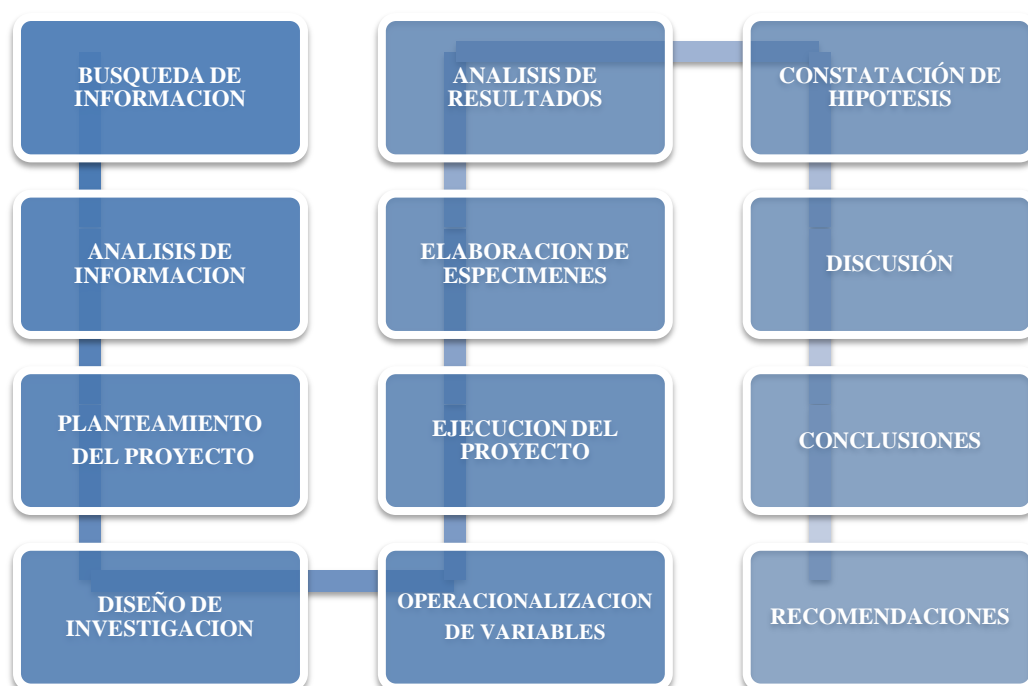 BUSQUEDA DE
INFORMACION
ANALISIS DE
INFORMACION
PLANTEAMIENTO
DEL PROYECTO
DISEÑO DE
INVESTIGACION
OPERACIONALIZACION
DE VARIABLES
EJECUCION DEL
PROYECTO
ELABORACION DE
ESPECIMENES
ANALISIS DE
RESULTADOS
CONSTATACIÓN DE
HIPOTESIS
DISCUSIÓN
CONCLUSIONES
RECOMENDACIONES